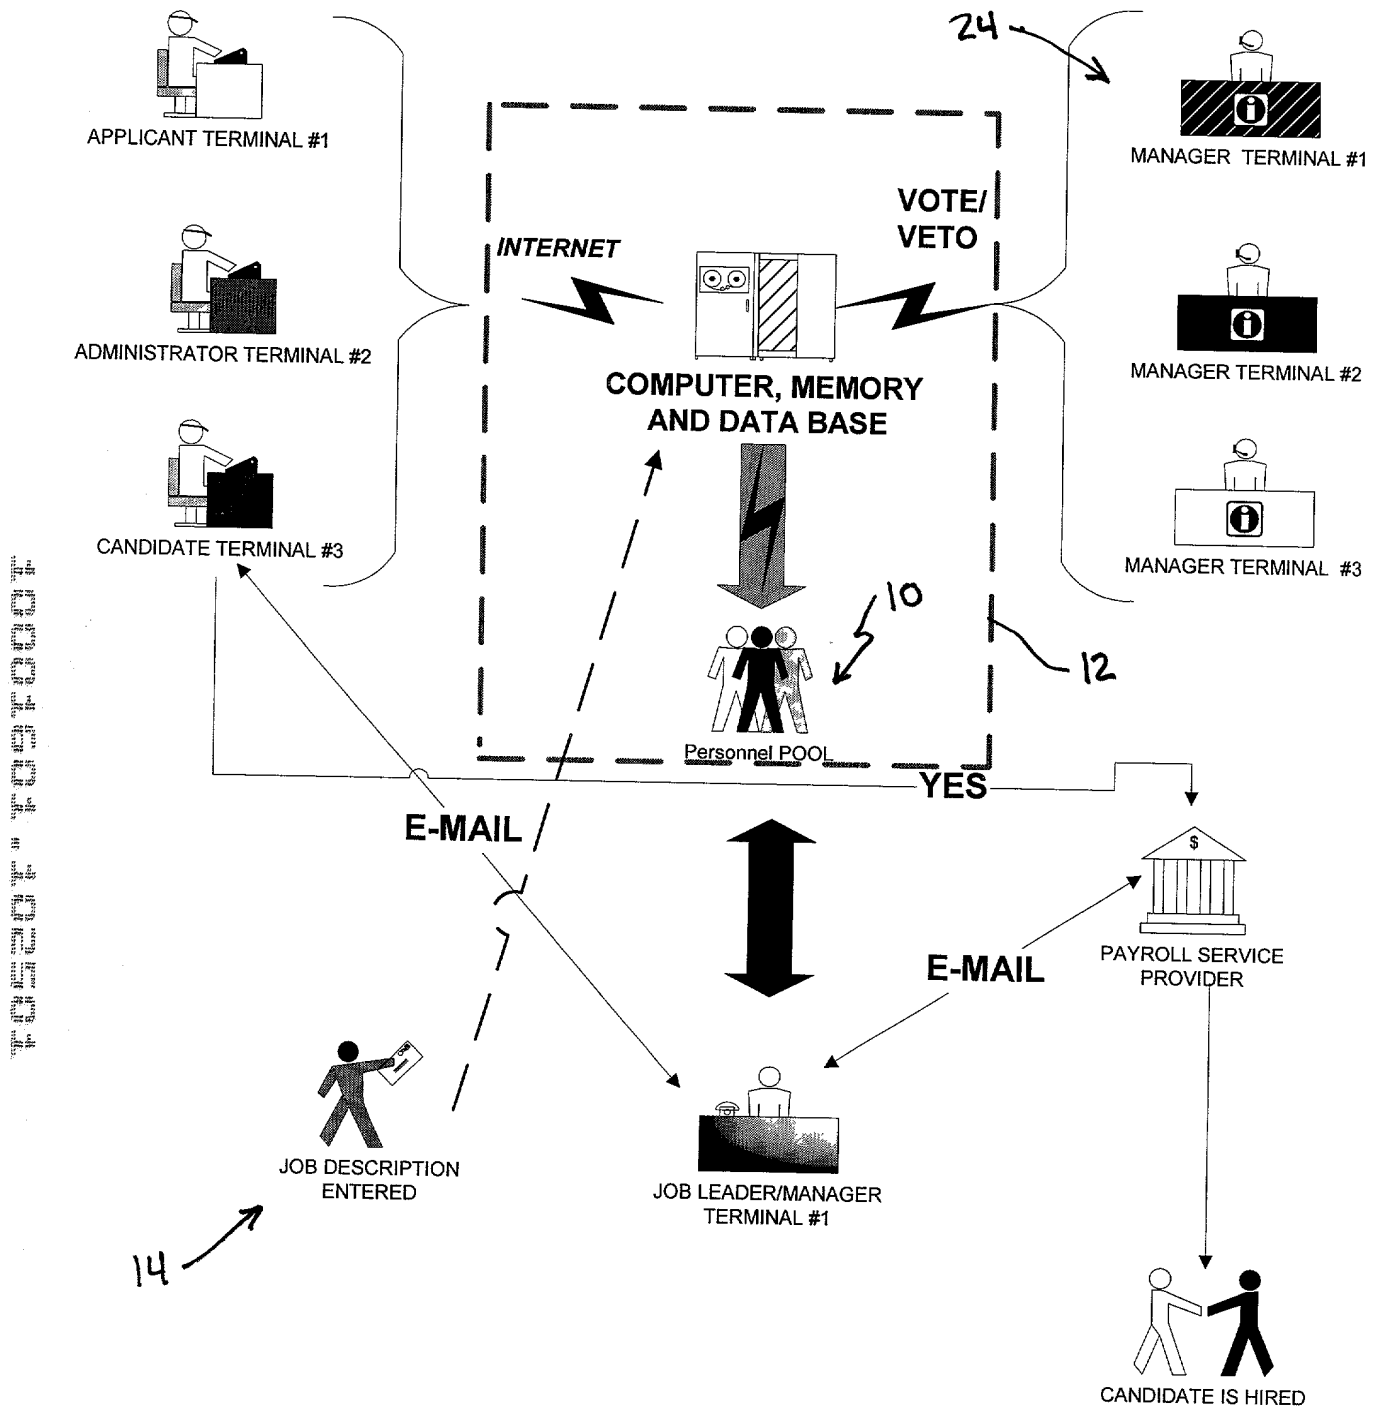 24
APPLICANT TERMINAL #1
MANAGER TERMINAL #1
VOTE/
VETO
INTERNET
ADMINISTRATOR TERMINAL #2
MANAGER TERMINAL #2
COMPUTER, MEMORY
AND DATA BASE
CANDIDATE TERMINAL #3
MANAGER TERMINAL #3
10
12
Personnel POOL
YES
E-MAIL
$
E-MAIL
PAYROLL SERVICE
PROVIDER
JOB DESCRIPTION
ENTERED
JOB LEADER/MANAGER
TERMINAL #1
14
CANDIDATE IS HIRED